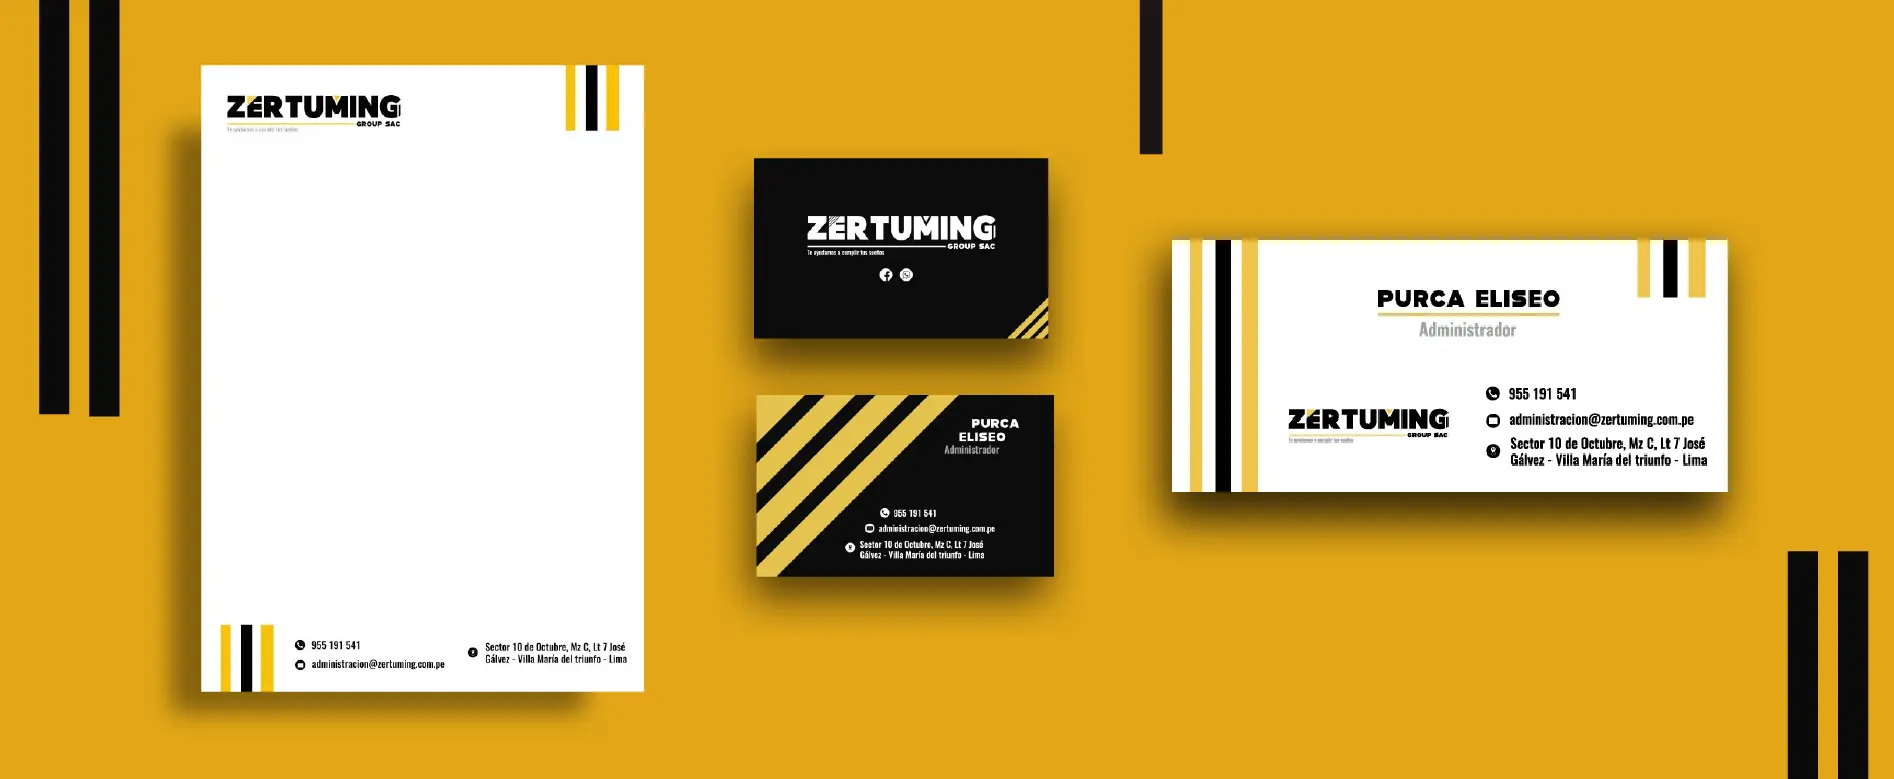 ZERTUMING
GROUP SAC
Te ayudamos a cumplir tus sueños
955 191 541
administracion@zertuming.com.pe
Sector 10 de Octubre, Mz C, Lt 7 José
Gálvez - Villa María del triunfo - Lima
ZERTUMING
GROUP SAC
Te ayudamos a cumplir tus sueños
PURCA
ELISEO
Administrador
955 191 541
administracion@zertuming.com.pe
Sector 10 de Octubre, Mz C, Lt 7 José
Gálvez - Villa María del triunfo - Lima
PURCA ELISEO
Administrador
ZERTUMING
GROUP SAC
Te ayudamos a cumplir tus sueños
955 191 541
administracion@zertuming.com.pe
Sector 10 de Octubre, Mz C, Lt 7 José
Gálvez - Villa María del triunfo - Lima